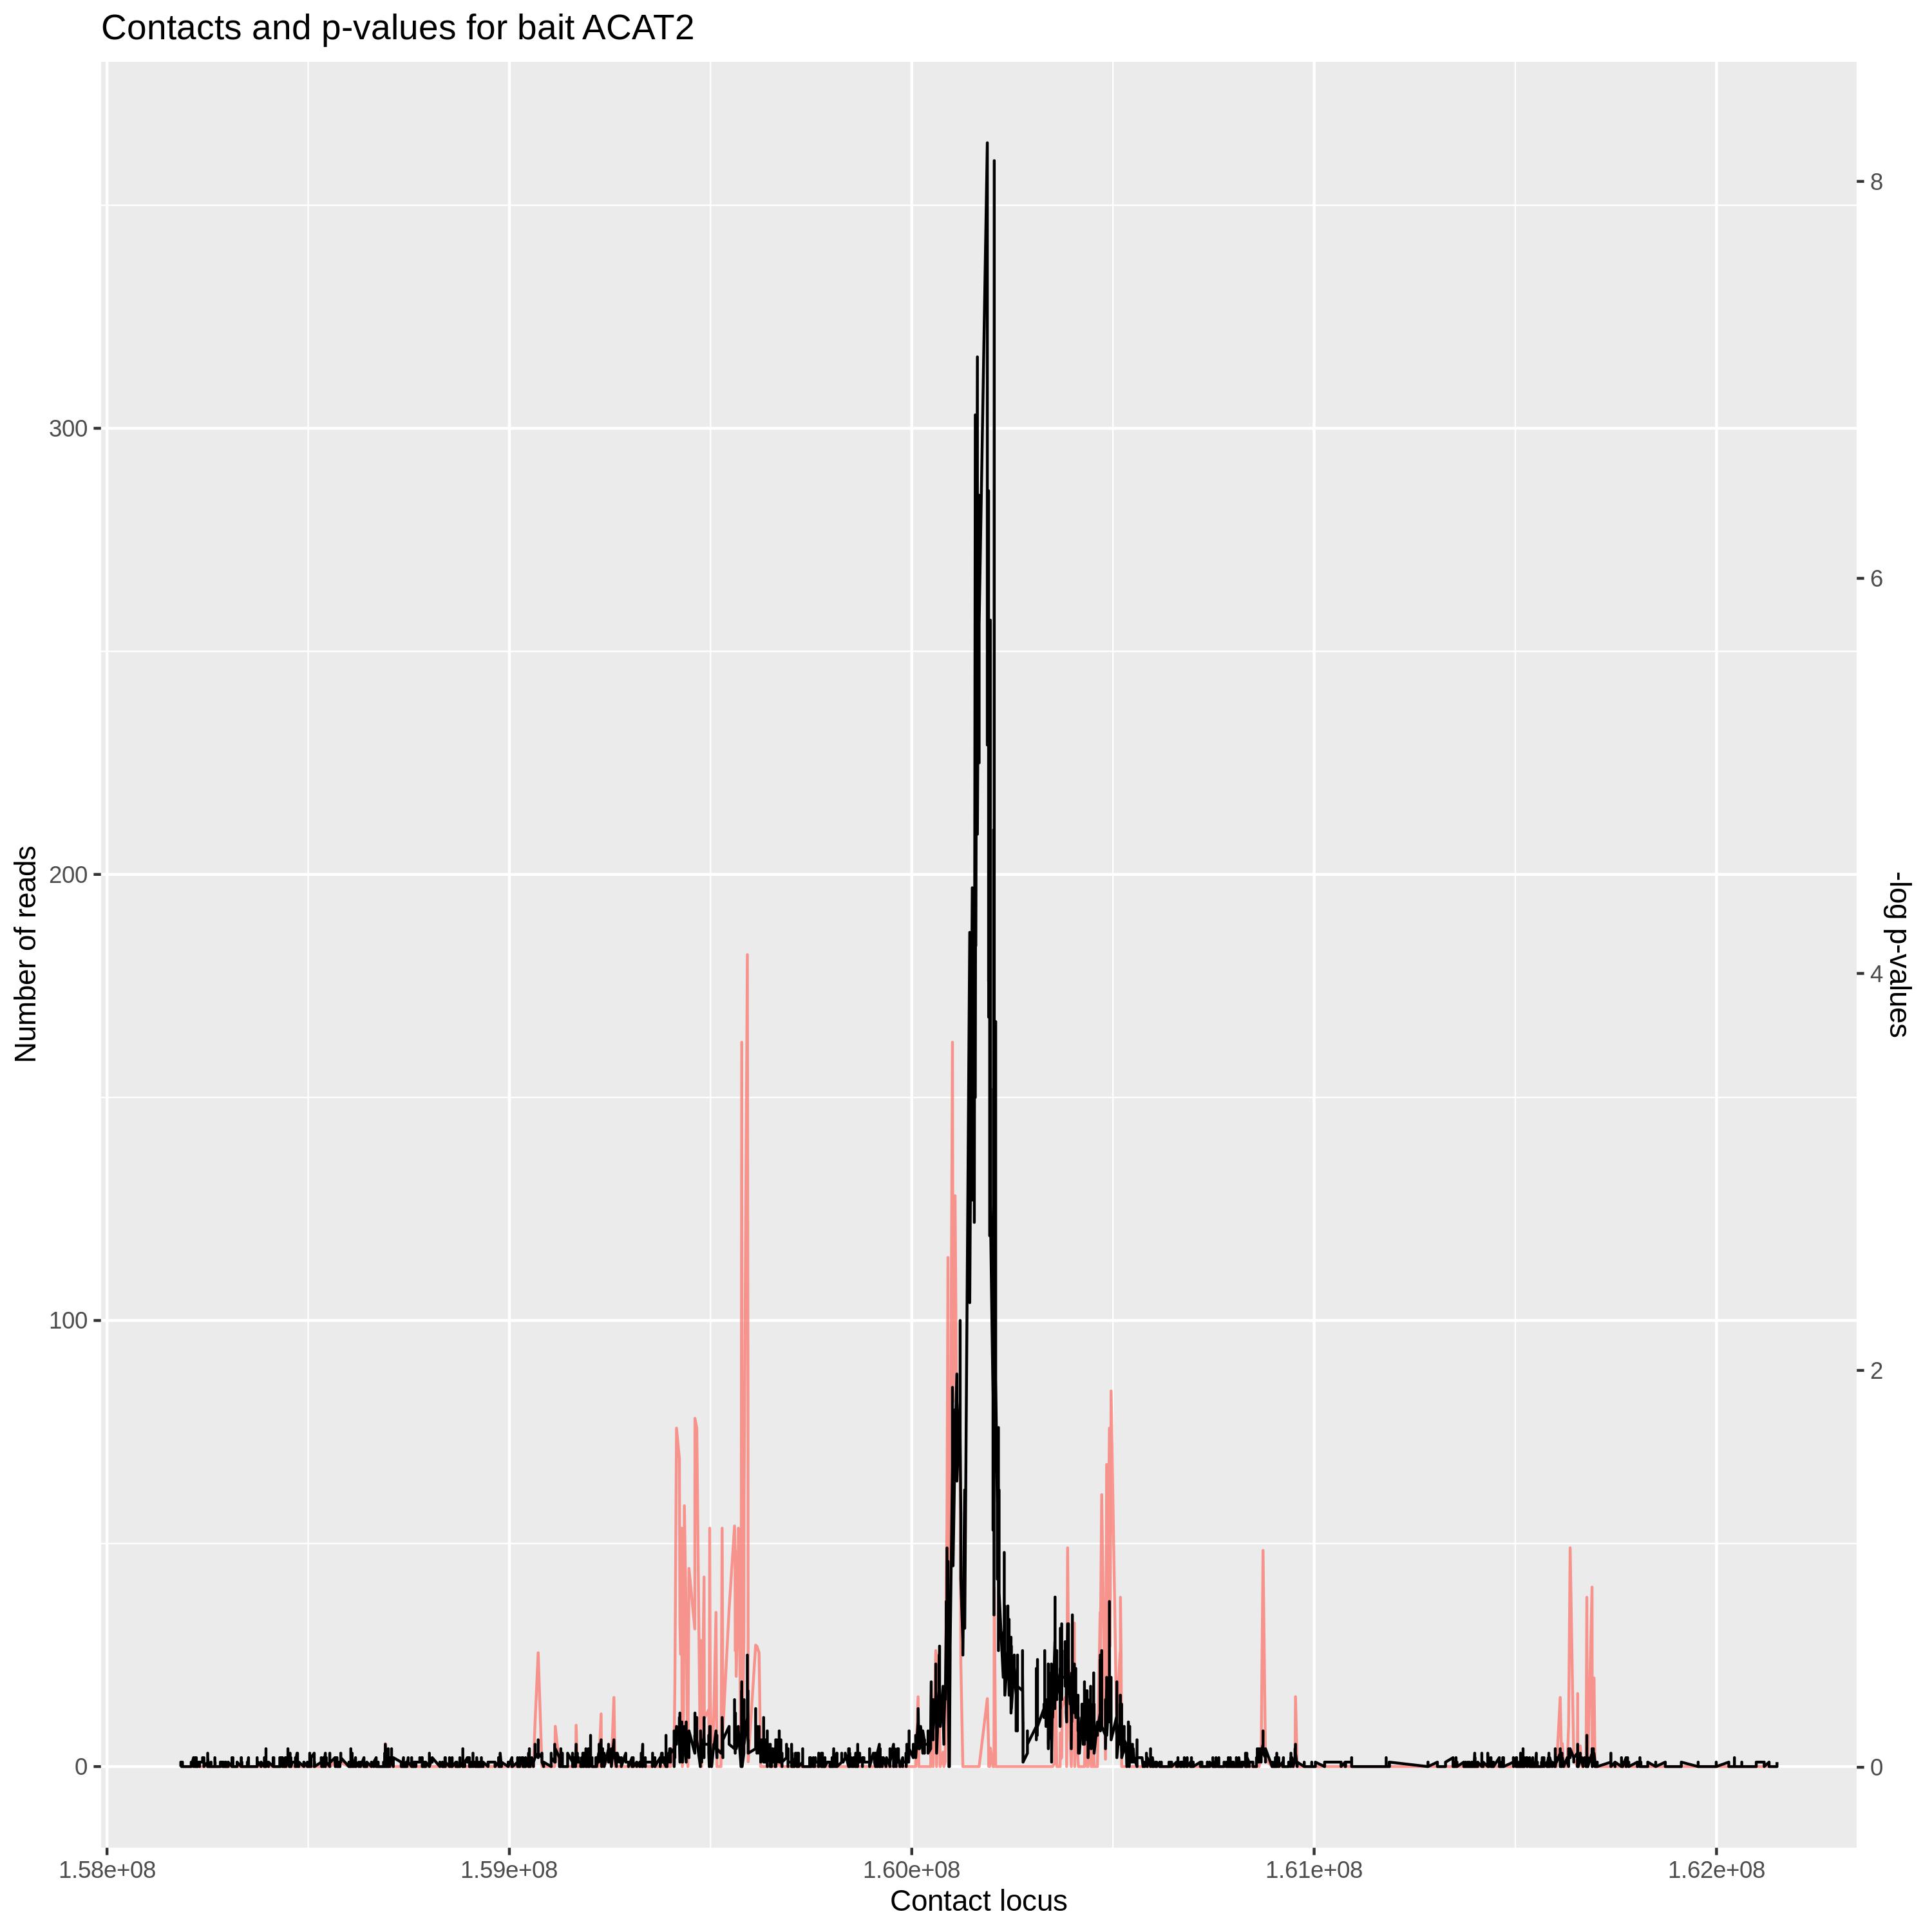 Contacts and p-values for bait ACAT2
Number of reads
300
200
100
0
8
6
4
2
0
-log p-values
1.58e+08 1.59e+08 1.60e+08 1.61e+08 1.62e+08
Contact locus